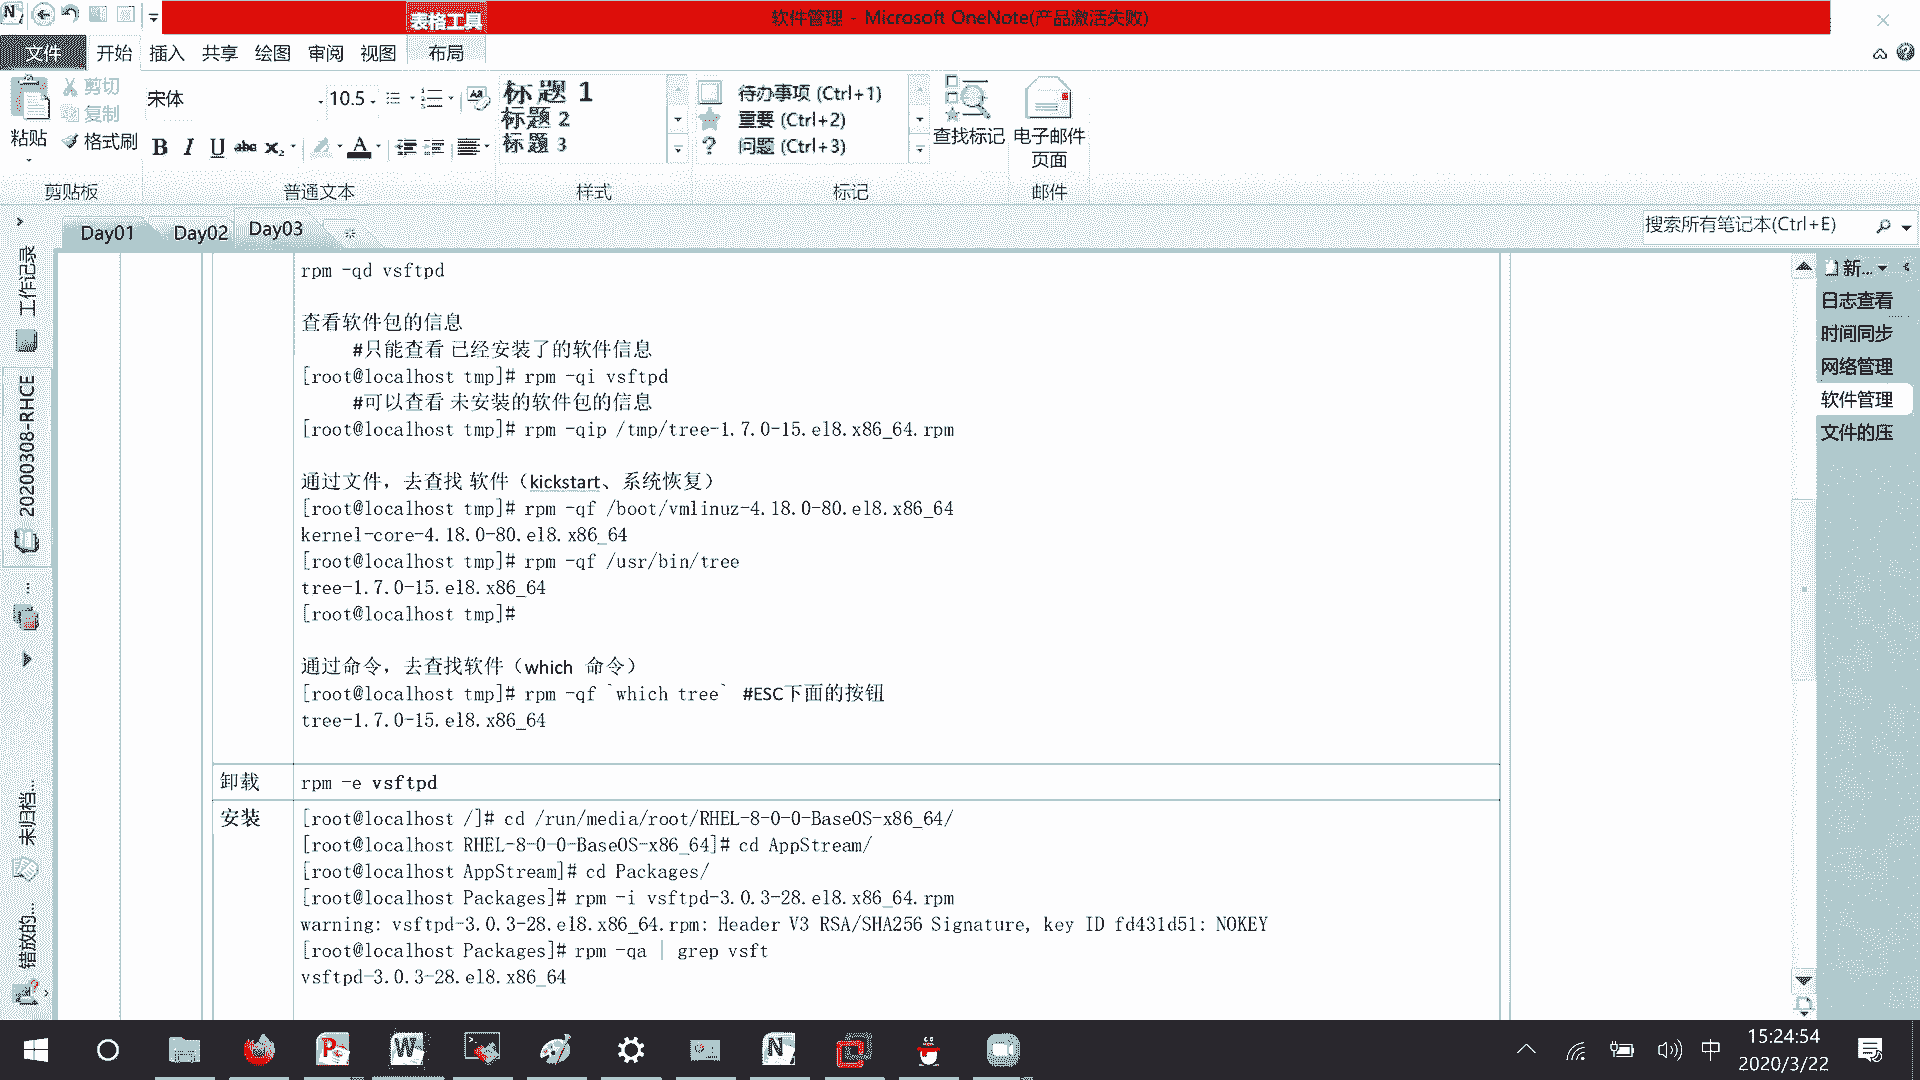 表格工具
软件管理 - Microsoft OneNote(产品激活失败)
文件 开始 插入 共享 绘图 审阅 视图 布局
粘贴
剪切
复制
格式刷
剪贴板
宋体 10.5
B I U abc x₂ A
普通文本
标题 1
标题 2
标题 3
样式
待办事项 (Ctrl+1)
重要 (Ctrl+2)
? 问题 (Ctrl+3)
标记
查找标记
电子邮件
页面
邮件
Day01 Day02 Day03
搜索所有笔记本(Ctrl+E)
工作记录
20200308-RHCE
未归档...
错放的...
新...
日志查看
时间同步
网络管理
软件管理
文件的压
rpm -qd vsftpd
查看软件包的信息
#只能查看 已经安装了的软件信息
[root@localhost tmp]# rpm -qi vsftpd
#可以查看 未安装的软件包的信息
[root@localhost tmp]# rpm -qip /tmp/tree-1.7.0-15.el8.x86_64.rpm
通过文件，去查找 软件（kickstart、系统恢复）
[root@localhost tmp]# rpm -qf /boot/vmlinuz-4.18.0-80.el8.x86_64
kernel-core-4.18.0-80.el8.x86_64
[root@localhost tmp]# rpm -qf /usr/bin/tree
tree-1.7.0-15.el8.x86_64
[root@localhost tmp]#
通过命令，去查找软件（which 命令）
[root@localhost tmp]# rpm -qf `which tree` #ESC下面的按钮
tree-1.7.0-15.el8.x86_64
卸载 rpm -e vsftpd
安装 [root@localhost /]# cd /run/media/root/RHEL-8-0-0-BaseOS-x86_64/
[root@localhost RHEL-8-0-0-BaseOS-x86_64]# cd AppStream/
[root@localhost AppStream]# cd Packages/
[root@localhost Packages]# rpm -i vsftpd-3.0.3-28.el8.x86_64.rpm
warning: vsftpd-3.0.3-28.el8.x86_64.rpm: Header V3 RSA/SHA256 Signature, key ID fd431d51: NOKEY
[root@localhost Packages]# rpm -qa | grep vsft
vsftpd-3.0.3-28.el8.x86_64
中
15:24:54
2020/3/22